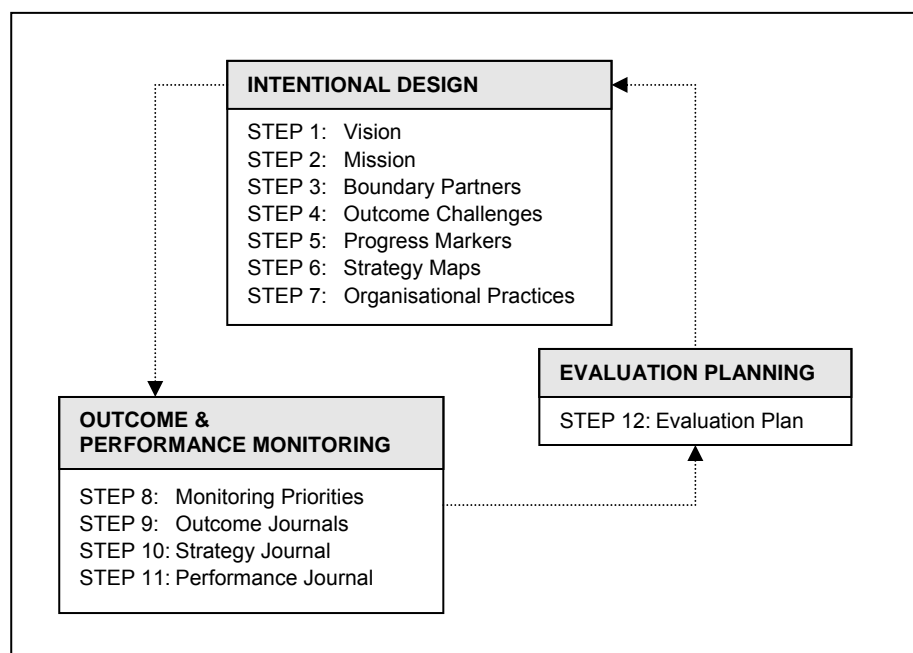 INTENTIONAL DESIGN
STEP 1: Vision
STEP 2: Mission
STEP 3: Boundary Partners
STEP 4: Outcome Challenges
STEP 5: Progress Markers
STEP 6: Strategy Maps
STEP 7: Organisational Practices
EVALUATION PLANNING
STEP 12: Evaluation Plan
OUTCOME &
PERFORMANCE MONITORING
STEP 8: Monitoring Priorities
STEP 9: Outcome Journals
STEP 10: Strategy Journal
STEP 11: Performance Journal